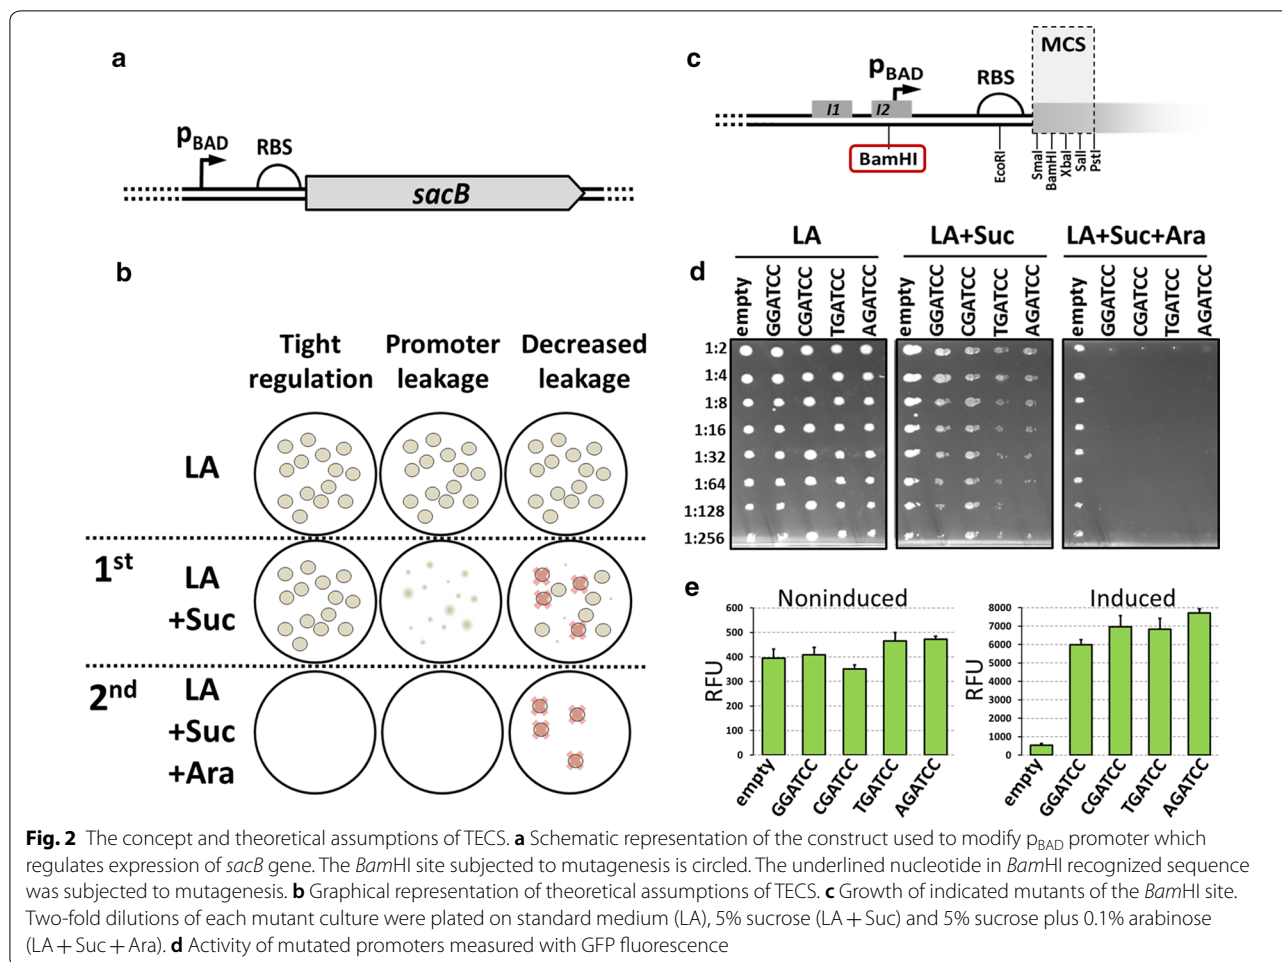 a
p_BAD
RBS
sacB
b
Tight regulation
Promoter leakage
Decreased leakage
LA
1st
LA +Suc
2nd
LA +Suc +Ara
c
MCS
p_BAD
RBS
I1
I2
BamHI
EcoRI
SmaI
BamHI
XbaI
SalI
PstI
d
LA
LA+Suc
LA+Suc+Ara
empty GGATCC CGATCC TGATCC AGATCC
empty GGATCC CGATCC TGATCC AGATCC
empty GGATCC CGATCC TGATCC AGATCC
1:2
1:4
1:8
1:16
1:32
1:64
1:128
1:256
e
Noninduced
RFU
600
500
400
300
200
100
0
empty GGATCC CGATCC TGATCC AGATCC
Induced
RFU
8000
7000
6000
5000
4000
3000
2000
1000
0
empty GGATCC CGATCC TGATCC AGATCC
Fig. 2 The concept and theoretical assumptions of TECS. a Schematic representation of the construct used to modify p_BAD promoter which
regulates expression of sacB gene. The BamHI site subjected to mutagenesis is circled. The underlined nucleotide in BamHI recognized sequence
was subjected to mutagenesis. b Graphical representation of theoretical assumptions of TECS. c Growth of indicated mutants of the BamHI site.
Two-fold dilutions of each mutant culture were plated on standard medium (LA), 5% sucrose (LA + Suc) and 5% sucrose plus 0.1% arabinose
(LA + Suc + Ara). d Activity of mutated promoters measured with GFP fluorescence